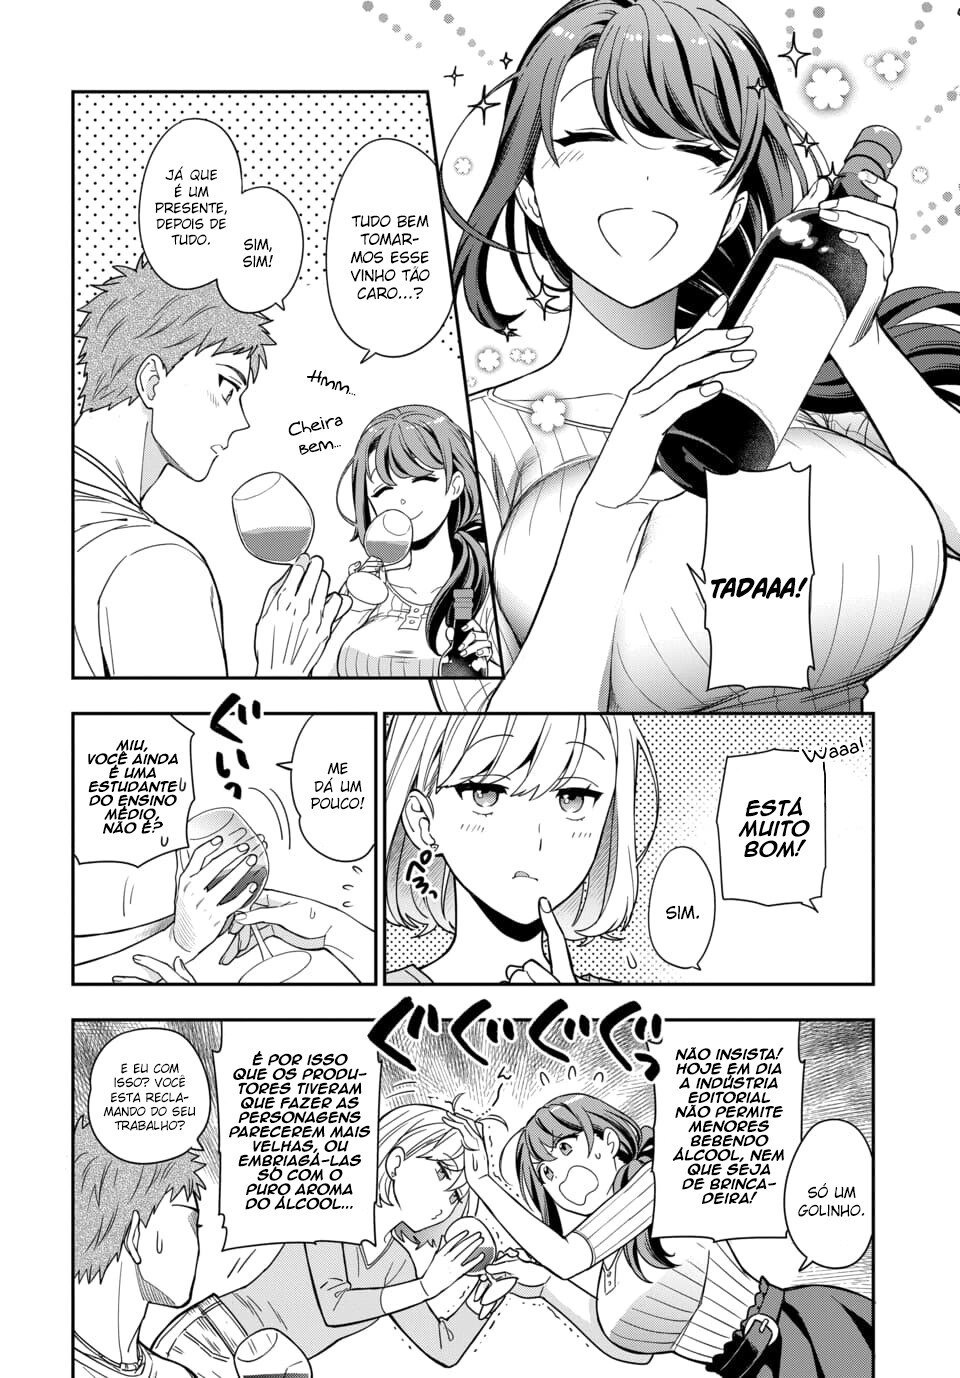 TADAAA!
TUDO BEM
TOMAR-
MOS ESSE
VINHO TÃO
CARO...?
SIM,
SIM!
JÁ QUE
É UM
PRESENTE,
DEPOIS DE
TUDO.
Hmm...
Cheira
Bem...
Waaa!
ESTÁ
MUITO
BOM!
SIM.
ぺろ...
ME
DÁ UM
POUCO!
ぐいっ
MIU,
VOCÊ AINDA
É UMA
ESTUDANTE
DO ENSINO
MÉDIO,
NÃO É?
SÓ UM
GOLINHO.
NÃO INSISTA!
HOJE EM DIA
A INDÚSTRIA
EDITORIAL
NÃO PERMITE
MENORES
BEBENDO
ÁLCOOL, NEM
QUE SEJA
DE BRINCA-
DEIRA!
ぐぐぐぐっ
É POR ISSO
QUE OS PRODU-
TORES TIVERAM
QUE FAZER AS
PERSONAGENS
PARECEREM MAIS
VELHAS, OU
EMBRIAGÁ-LAS
SÓ COM O
PURO AROMA
DO ÁLCOOL...
E EU COM
ISSO? VOCÊ
ESTA RECLA-
MANDO DO SEU
TRABALHO?